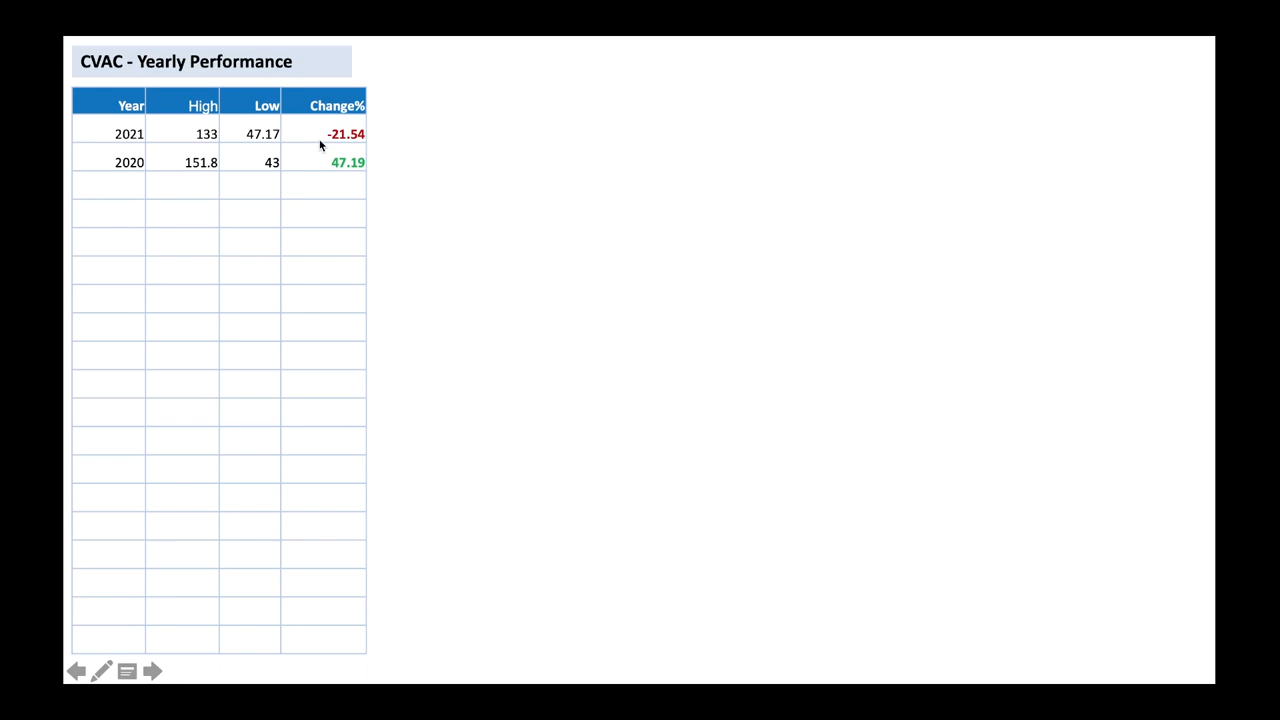 CVAC - Yearly Performance
Year High Low Change%
2021 133 47.17 -21.54
2020 151.8 43 47.19